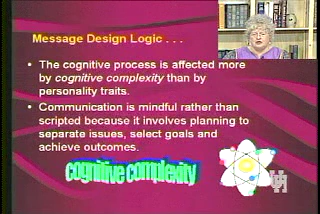 Message Design Logic . . .
• The cognitive process is affected more
by cognitive complexity than by
personality traits.
• Communication is mindful rather than
scripted because it involves planning to
separate issues, select goals and
achieve outcomes.
cognitive complexity